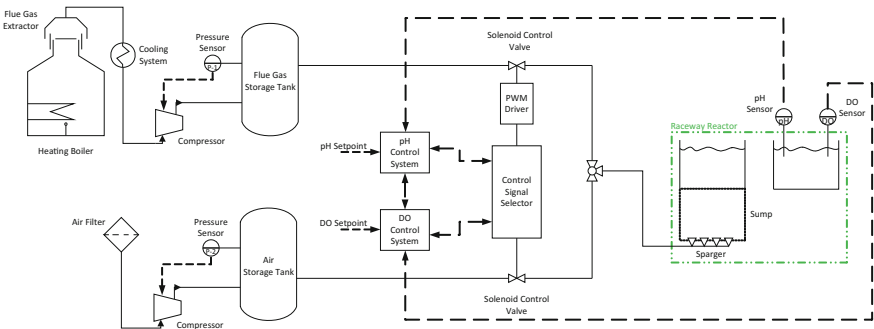 Flue Gas
Extractor
Cooling
System
Pressure
Sensor
P-1
Flue Gas
Storage Tank
Compressor
Heating Boiler
Solenoid Control
Valve
PWM
Driver
pH
Control
System
pH Setpoint
Control
Signal
Selector
DO Setpoint
DO
Control
System
pH
Sensor
pH
DO
Sensor
DO
Raceway Reactor
Sump
Sparger
Air Filter
Pressure
Sensor
P-2
Air
Storage Tank
Compressor
Solenoid Control
Valve